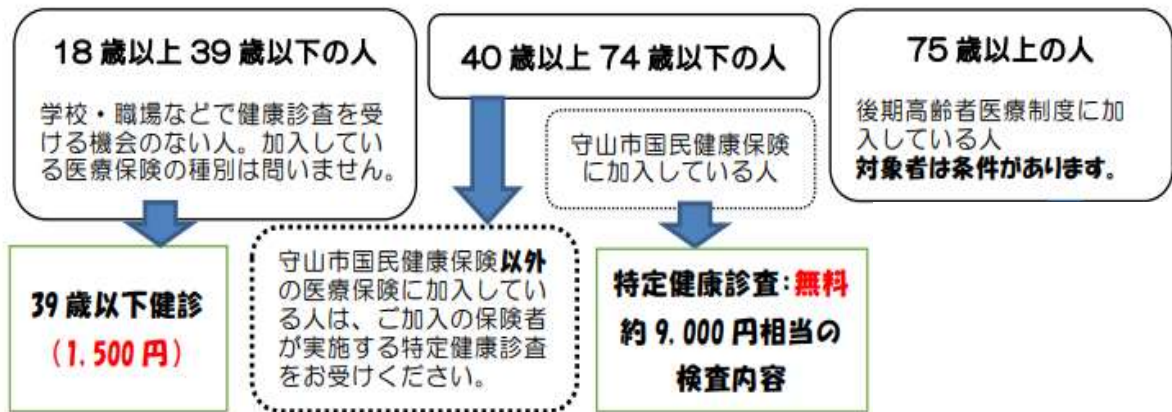 18歳以上39歳以下の人
学校・職場などで健康診査を受
ける機会のない人。加入してい
る医療保険の種別は問いません。
39歳以下健診
(1,500円)
40歳以上74歳以下の人
守山市国民健康保険
に加入している人
守山市国民健康保険以外
の医療保険に加入してい
る人は、ご加入の保険者
が実施する特定健康診査
をお受けください。
特定健康診査:無料
約9,000円相当の
検査内容
75歳以上の人
後期高齢者医療制度に加
入している人
対象者は条件があります。